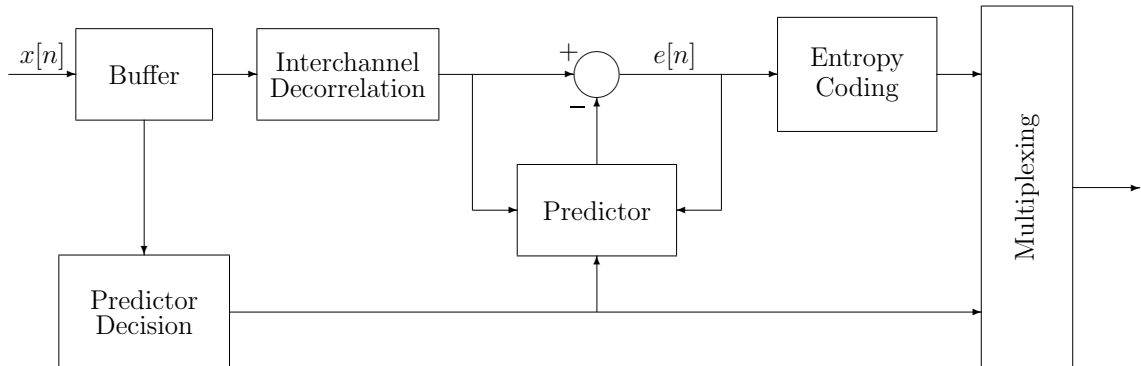 x[n]
Buffer
Interchannel
Decorrelation
+
−
e[n]
Entropy
Coding
Multiplexing
Predictor
Predictor
Decision